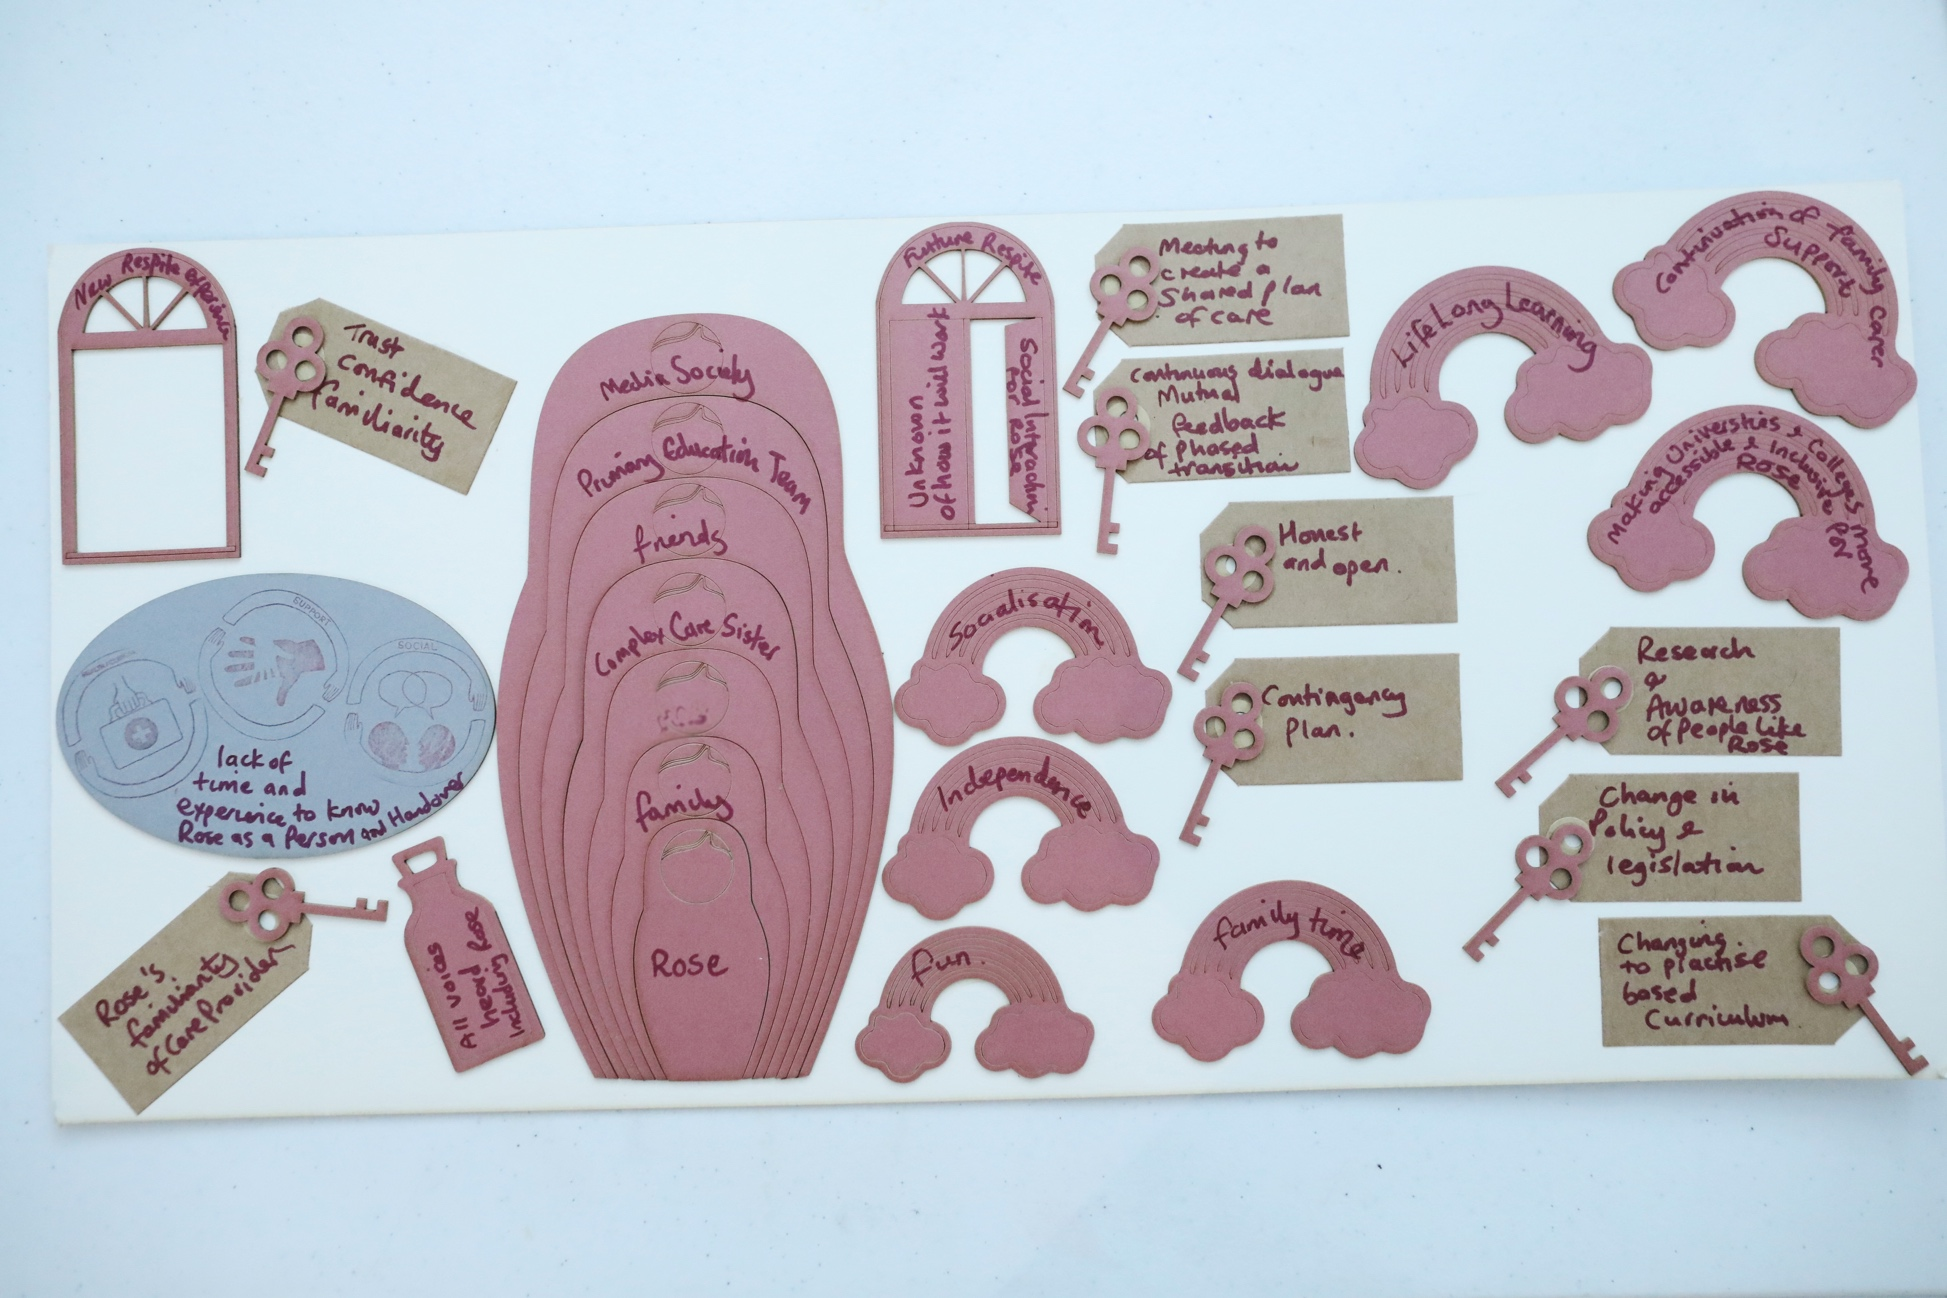 New Respite experience
Trust
confidence
familiarity
SUPPORT
SOCIAL
lack of
time and
experience to know
Rose as a Person and Handover
Rose's
familiarity
of Care Provider
All voices
heard
Including Rose
Media Society
Primary Education Team
friends
Complex Care Sister
family
Rose
Future Respite
Unknown
of how it will work
Social Interaction
for Rose
Meeting to
create a
Shared plan
of care
Continuous dialogue
Mutual
feedback
of phased
transition
Honest
and open.
Contingency
Plan.
Socialisation
Independence
fun.
family time
LifeLong Learning
Continuation of family carer
Support
Making Universities & Colleges more
accessible & Inclusive for
Rose
Research
&
Awareness
of People Like
Rose
Change in
Policy &
legislation
Changing
to practise
based
Curriculum